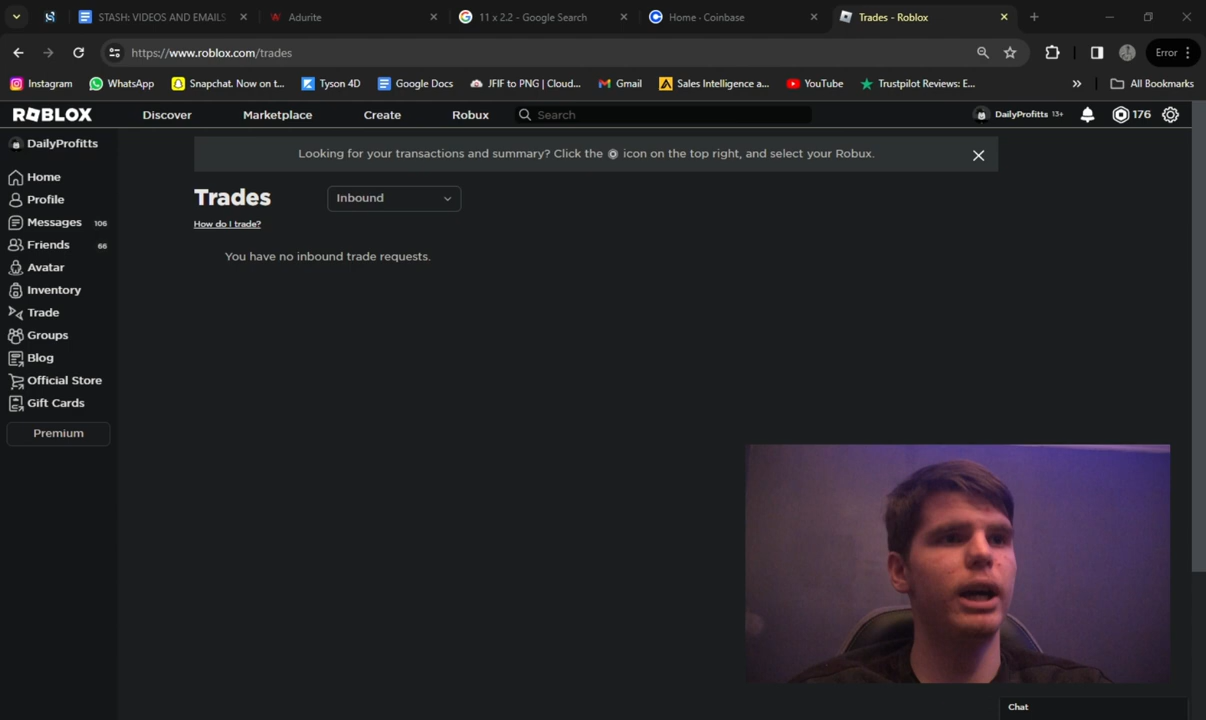 STASH: VIDEOS AND EMAILS
Adurite
11 x 2.2 - Google Search
Home · Coinbase
Trades - Roblox
https://www.roblox.com/trades
Error
Instagram
WhatsApp
Snapchat. Now on t...
Tyson 4D
Google Docs
JFIF to PNG | Cloud...
Gmail
Sales Intelligence a...
YouTube
Trustpilot Reviews: E...
All Bookmarks
ROBLOX
Discover
Marketplace
Create
Robux
Search
DailyProfitts 13+
176
DailyProfitts
Looking for your transactions and summary? Click the icon on the top right, and select your Robux.
Home
Profile
Messages 106
Friends 66
Avatar
Inventory
Trade
Groups
Blog
Official Store
Gift Cards
Premium
Trades
Inbound
How do I trade?
You have no inbound trade requests.
Chat